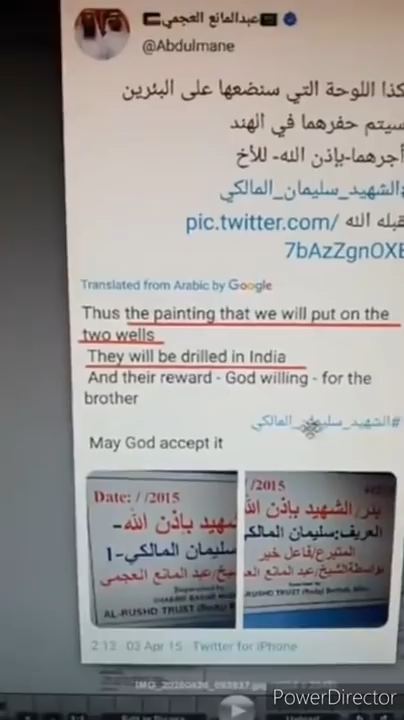 عبدالمانع العجمي
@Abdulmane
كذا اللوحة التي سنضعها على البئرين
سيتم حفرهما في الهند
أجرهما-بإذن الله- للأخ
الشهيد_سليمان_المالكي
قبله الله pic.twitter.com/
7bAzZgnOXE
Translated from Arabic by Google
Thus the painting that we will put on the
two wells
They will be drilled in India
And their reward - God willing - for the
brother
#الشهيد_سليمان_المالكي
May God accept it
Date: / /2015
شهيد بإذن الله-
سليمان المالكي-1
شيخ/عبد المانع العجمي
AL-RUSHD TRUST
/2015
بئر/الشهيد بإذن الله
العريف:سليمان المالكي
المتبرع/فاعل خير
بواسطةالشيخ/عبد المانع
RUSHD TRUST
2:12 03 Apr 15 Twitter for iPhone
PowerDirector